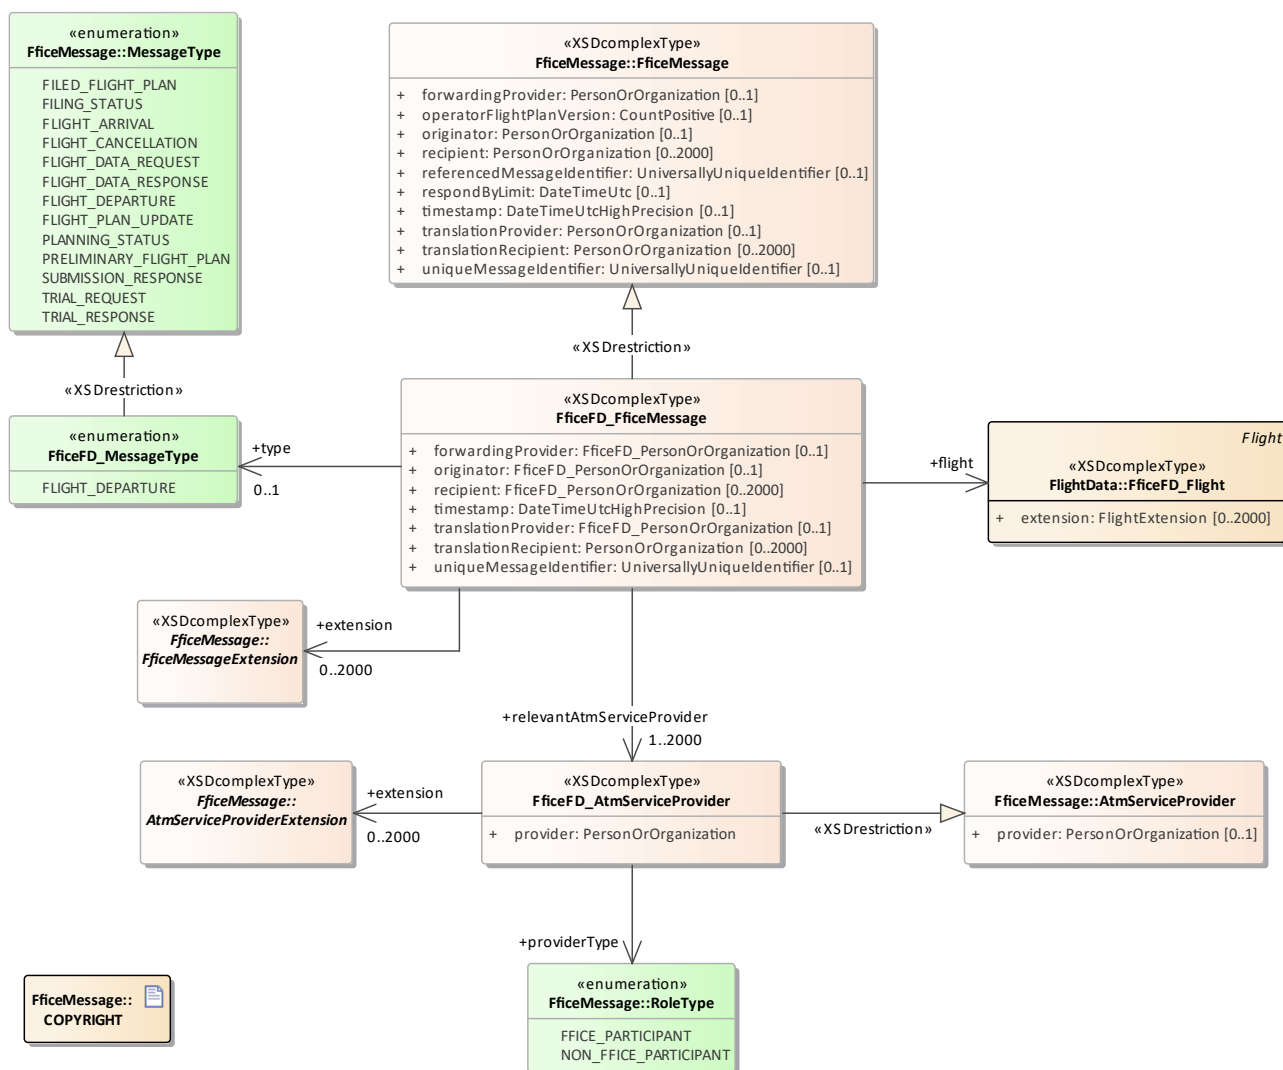 «enumeration»
FficeMessage::MessageType
FILED_FLIGHT_PLAN
FILING_STATUS
FLIGHT_ARRIVAL
FLIGHT_CANCELLATION
FLIGHT_DATA_REQUEST
FLIGHT_DATA_RESPONSE
FLIGHT_DEPARTURE
FLIGHT_PLAN_UPDATE
PLANNING_STATUS
PRELIMINARY_FLIGHT_PLAN
SUBMISSION_RESPONSE
TRIAL_REQUEST
TRIAL_RESPONSE
«XSDcomplexType»
FficeMessage::FficeMessage
+ forwardingProvider: PersonOrOrganization [0..1]
+ operatorFlightPlanVersion: CountPositive [0..1]
+ originator: PersonOrOrganization [0..1]
+ recipient: PersonOrOrganization [0..2000]
+ referencedMessageIdentifier: UniversallyUniqueIdentifier [0..1]
+ respondByLimit: DateTimeUtc [0..1]
+ timestamp: DateTimeUtcHighPrecision [0..1]
+ translationProvider: PersonOrOrganization [0..1]
+ translationRecipient: PersonOrOrganization [0..2000]
+ uniqueMessageIdentifier: UniversallyUniqueIdentifier [0..1]
«XSDrestriction»
«XSDrestriction»
«enumeration»
FficeFD_MessageType
FLIGHT_DEPARTURE
+type
0..1
«XSDcomplexType»
FficeFD_FficeMessage
+ forwardingProvider: FficeFD_PersonOrOrganization [0..1]
+ originator: FficeFD_PersonOrOrganization [0..1]
+ recipient: FficeFD_PersonOrOrganization [0..2000]
+ timestamp: DateTimeUtcHighPrecision [0..1]
+ translationProvider: FficeFD_PersonOrOrganization [0..1]
+ translationRecipient: PersonOrOrganization [0..2000]
+ uniqueMessageIdentifier: UniversallyUniqueIdentifier [0..1]
+flight
Flight
«XSDcomplexType»
FlightData::FficeFD_Flight
+ extension: FlightExtension [0..2000]
«XSDcomplexType»
FficeMessage::
FficeMessageExtension
+extension
0..2000
+relevantAtmServiceProvider
1..2000
«XSDcomplexType»
FficeMessage::
AtmServiceProviderExtension
+extension
0..2000
«XSDcomplexType»
FficeFD_AtmServiceProvider
+ provider: PersonOrOrganization
«XSDrestriction»
«XSDcomplexType»
FficeMessage::AtmServiceProvider
+ provider: PersonOrOrganization [0..1]
+providerType
«enumeration»
FficeMessage::RoleType
FFICE_PARTICIPANT
NON_FFICE_PARTICIPANT
FficeMessage::
COPYRIGHT